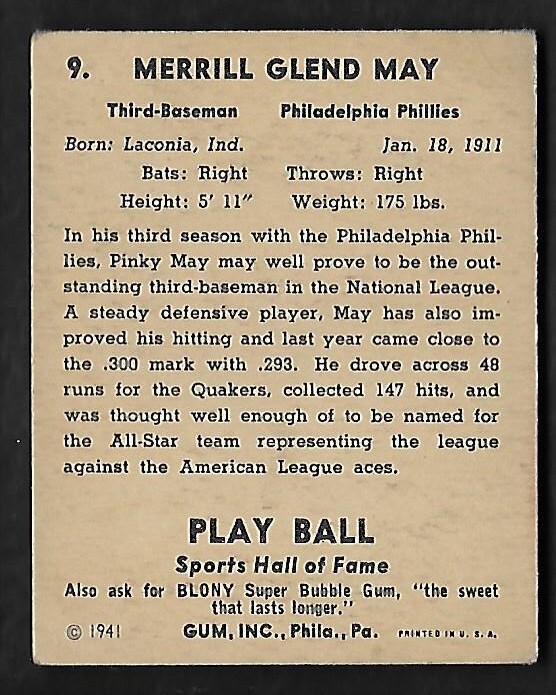 9. MERRILL GLEND MAY
Third-Baseman Philadelphia Phillies
Born: Laconia, Ind. Jan. 18, 1911
Bats: Right Throws: Right
Height: 5' 11" Weight: 175 lbs.
In his third season with the Philadelphia Phil-
lies, Pinky May may well prove to be the out-
standing third-baseman in the National League.
A steady defensive player, May has also im-
proved his hitting and last year came close to
the .300 mark with .293. He drove across 48
runs for the Quakers, collected 147 hits, and
was thought well enough of to be named for
the All-Star team representing the league
against the American League aces.
PLAY BALL
Sports Hall of Fame
Also ask for BLONY Super Bubble Gum, "the sweet
that lasts longer."
© 1941 GUM, INC., Phila., Pa. PRINTED IN U. S. A.